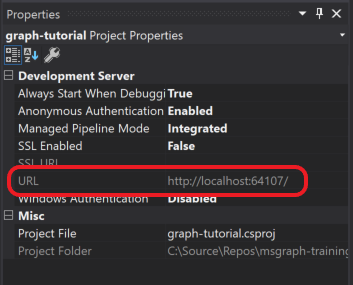 Properties
graph-tutorial Project Properties
Development Server
Always Start When Debuggi True
Anonymous Authentication Enabled
Managed Pipeline Mode Integrated
SSL Enabled False
SSL URL
URL http://localhost:64107/
Windows Authentication Disabled
Misc
Project File graph-tutorial.csproj
Project Folder C:\Source\Repos\msgraph-training